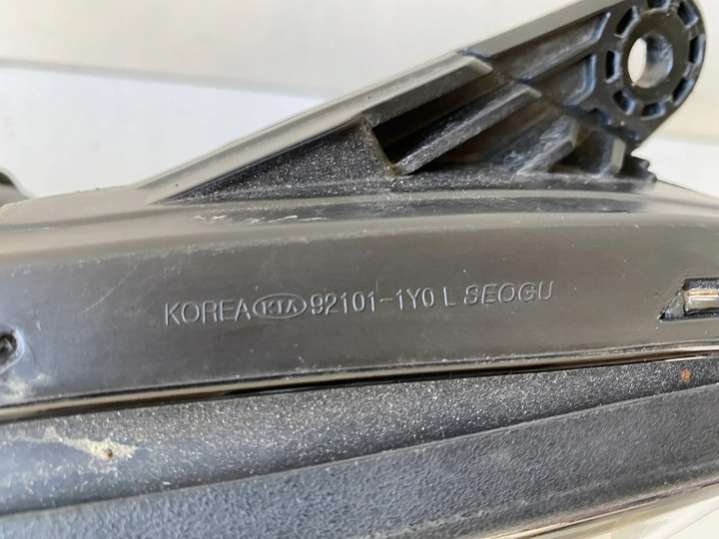 KOREA KIA 92101-1Y0 L SEOGU